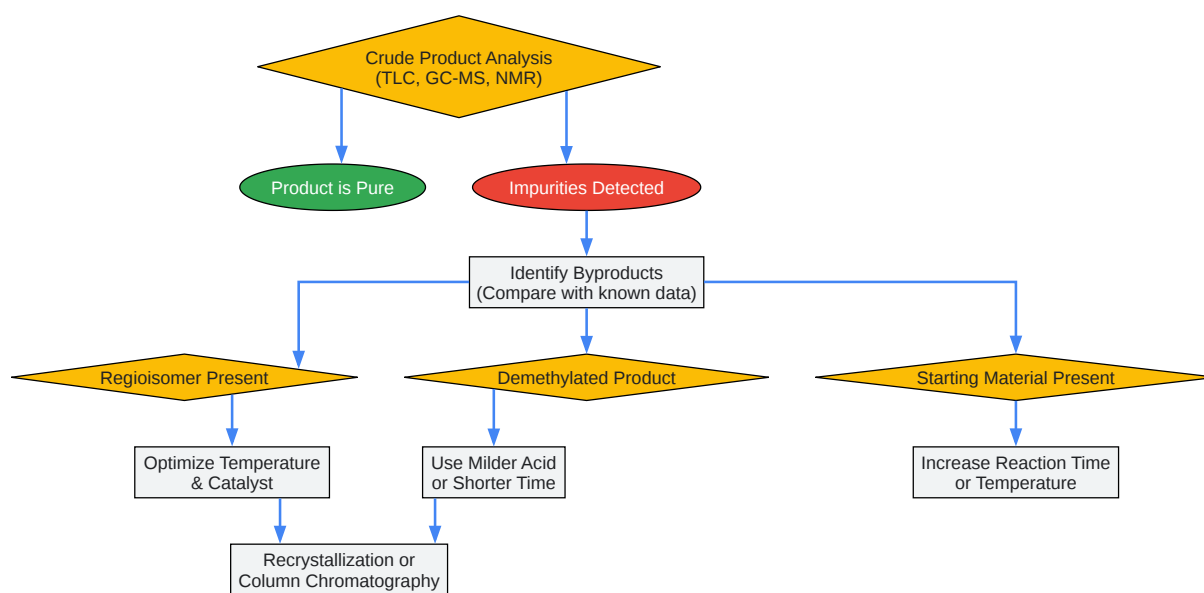 Crude Product Analysis
(TLC, GC-MS, NMR)
Product is Pure
Impurities Detected
Identify Byproducts
(Compare with known data)
Regioisomer Present
Demethylated Product
Starting Material Present
Optimize Temperature
& Catalyst
Use Milder Acid
or Shorter Time
Increase Reaction Time
or Temperature
Recrystallization or
Column Chromatography